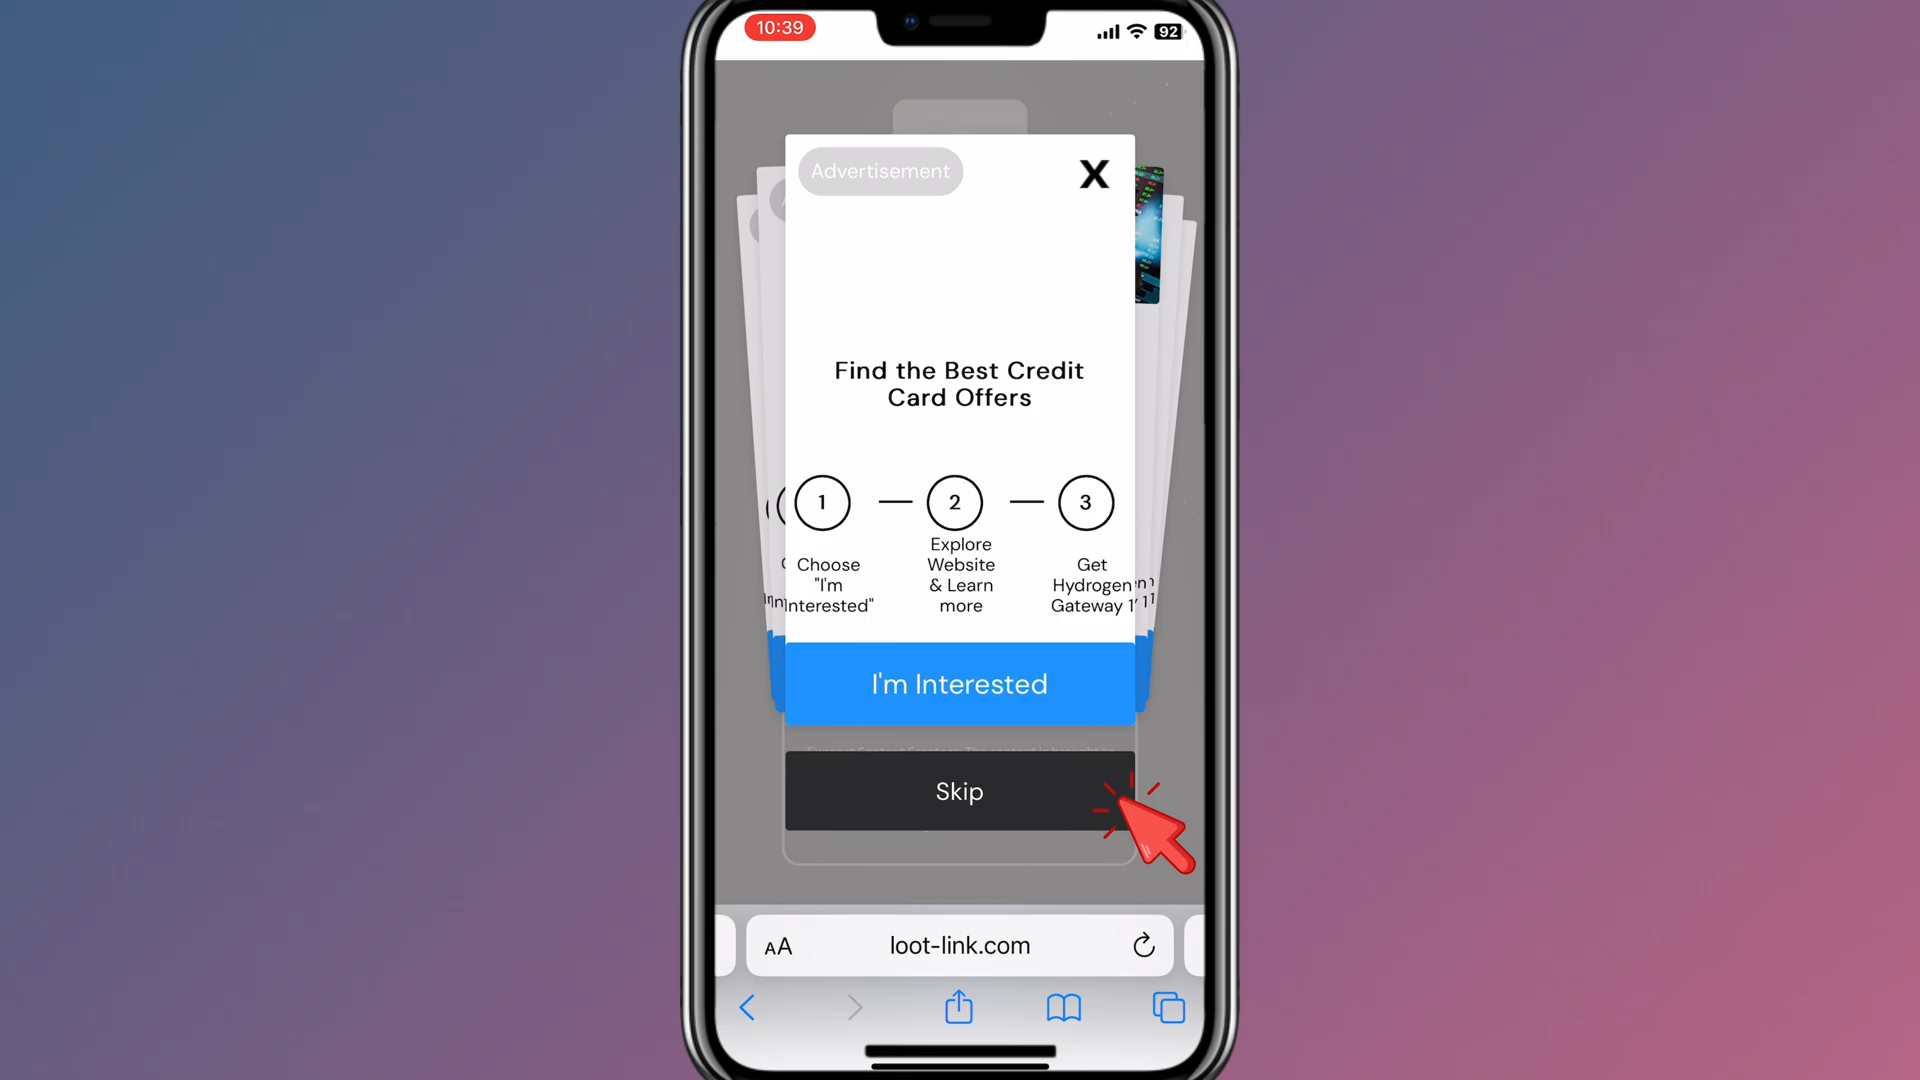 10:39
92
Advertisement
X
Find the Best Credit
Card Offers
1
2
3
Choose
"I'm
Interested"
Explore
Website
& Learn
more
Get
Hydrogen
Gateway 1
I'm Interested
Skip
AA
loot-link.com